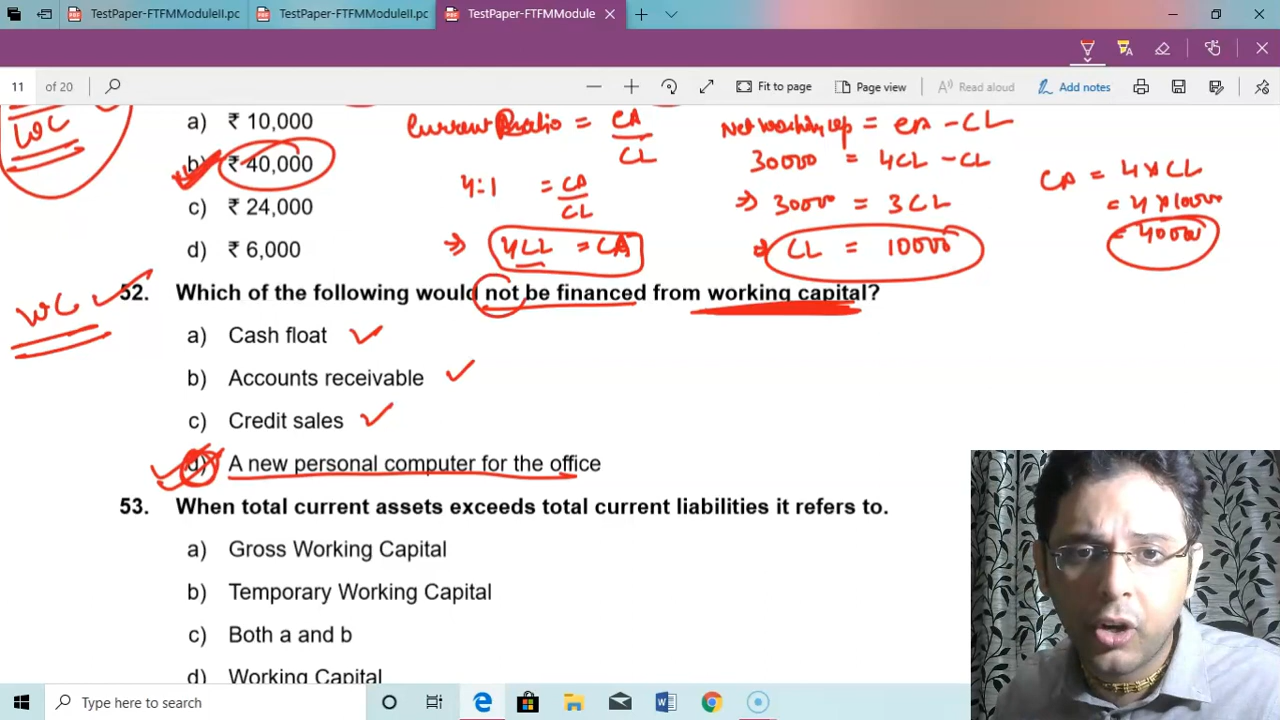 TestPaper-FTFMModuleII.pc
TestPaper-FTFMModuleII.pc
TestPaper-FTFMModule
11 of 20
Fit to page
Page view
Read aloud
Add notes
WC
a) ₹ 10,000
b) ₹ 40,000
c) ₹ 24,000
d) ₹ 6,000
Current Ratio = CA
CL
4:1 = CA
CL
⇒ 4CL = CA
Net working cap = CA - CL
30000 = 4CL - CL
⇒ 30000 = 3CL
⇒ CL = 10000
CA = 4 x CL
= 4 x 10000
= 40000
WC
52. Which of the following would not be financed from working capital?
a) Cash float
b) Accounts receivable
c) Credit sales
d) A new personal computer for the office
53. When total current assets exceeds total current liabilities it refers to.
a) Gross Working Capital
b) Temporary Working Capital
c) Both a and b
d) Working Capital
Type here to search